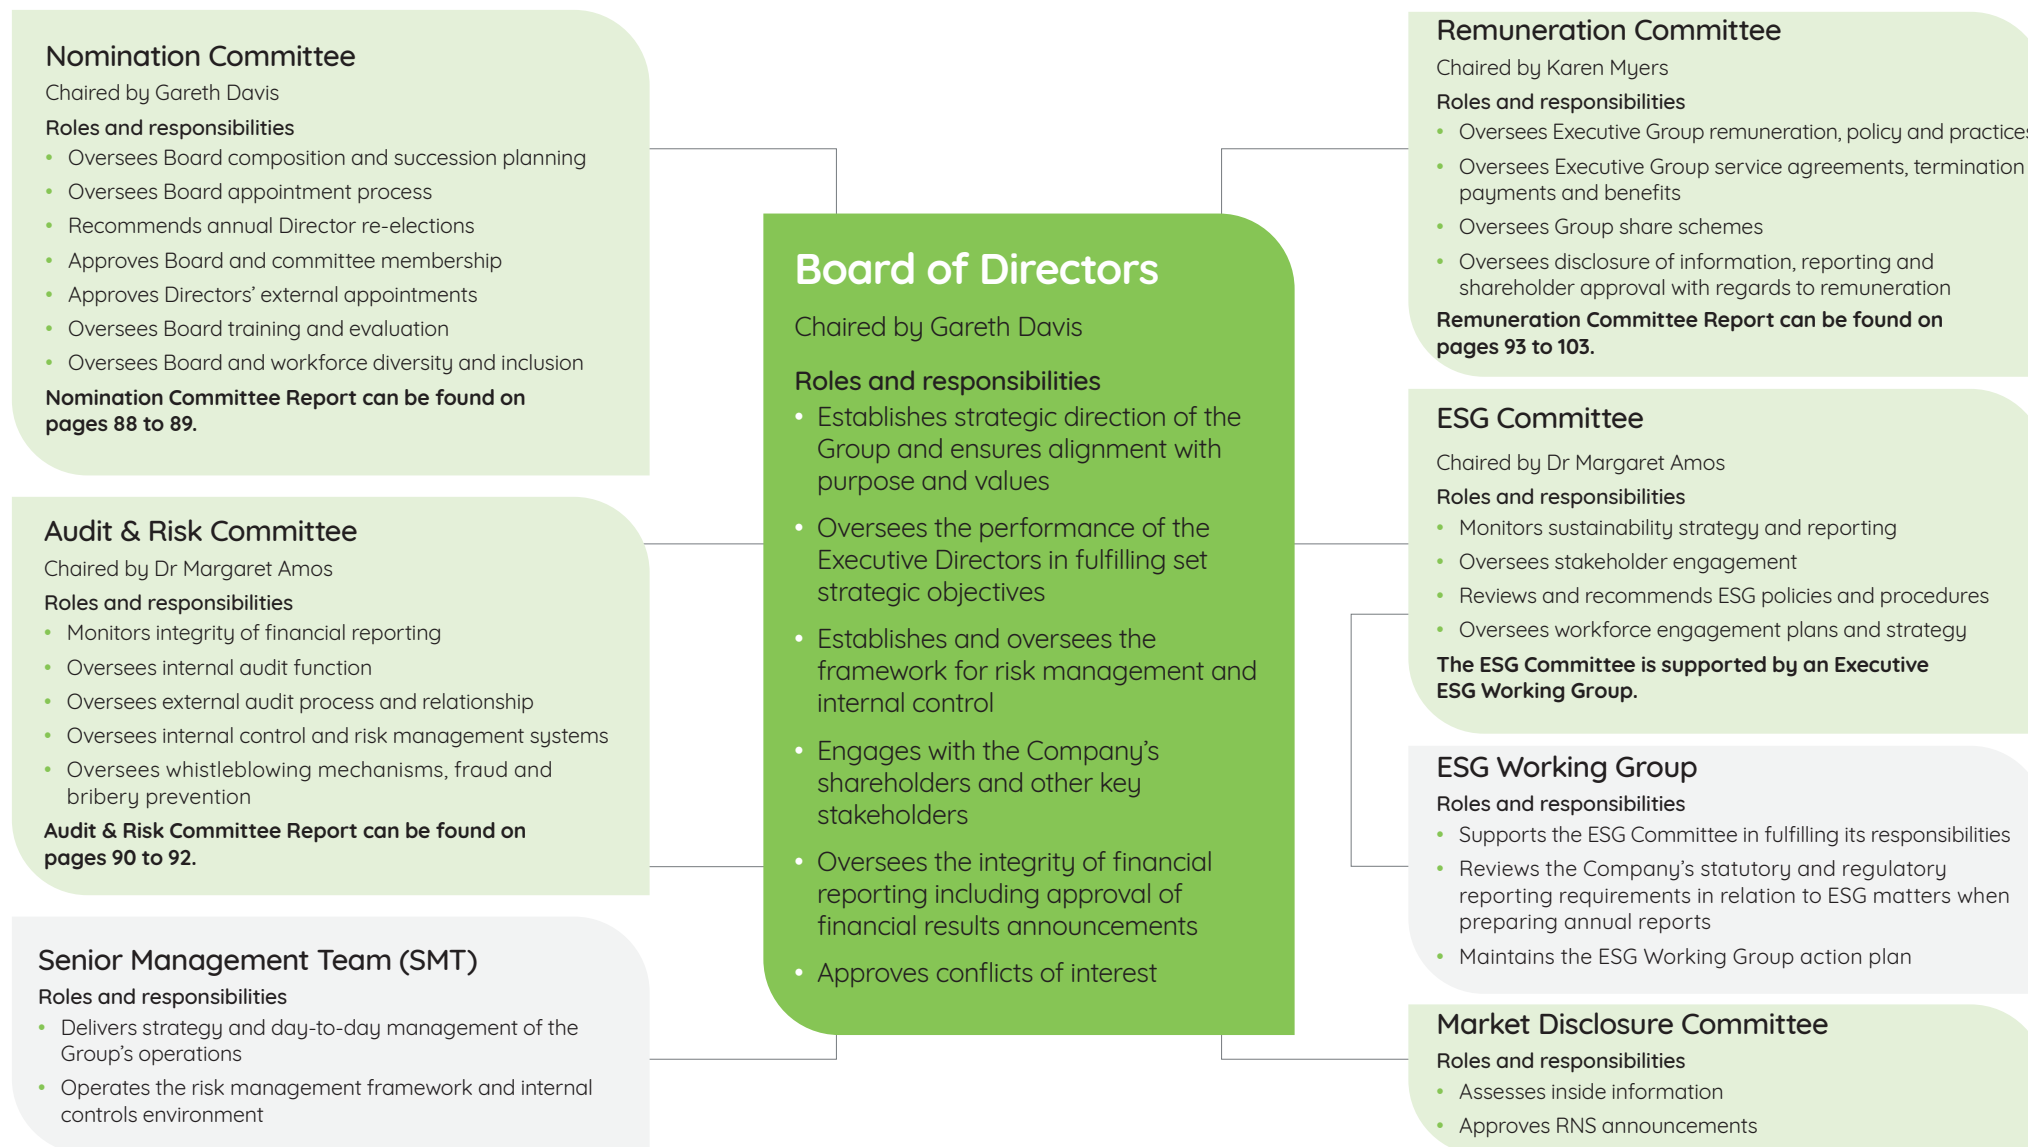 Nomination Committee
Chaired by Gareth Davis
Roles and responsibilities
• Oversees Board composition and succession planning
• Oversees Board appointment process
• Recommends annual Director re-elections
• Approves Board and committee membership
• Approves Directors’ external appointments
• Oversees Board training and evaluation
• Oversees Board and workforce diversity and inclusion
Nomination Committee Report can be found on
pages 88 to 89.
Audit & Risk Committee
Chaired by Dr Margaret Amos
Roles and responsibilities
• Monitors integrity of financial reporting
• Oversees internal audit function
• Oversees external audit process and relationship
• Oversees internal control and risk management systems
• Oversees whistleblowing mechanisms, fraud and
bribery prevention
Audit & Risk Committee Report can be found on
pages 90 to 92.
Senior Management Team (SMT)
Roles and responsibilities
• Delivers strategy and day-to-day management of the
Group’s operations
• Operates the risk management framework and internal
controls environment
Board of Directors
Chaired by Gareth Davis
Roles and responsibilities
• Establishes strategic direction of the
Group and ensures alignment with
purpose and values
• Oversees the performance of the
Executive Directors in fulfilling set
strategic objectives
• Establishes and oversees the
framework for risk management and
internal control
• Engages with the Company’s
shareholders and other key
stakeholders
• Oversees the integrity of financial
reporting including approval of
financial results announcements
• Approves conflicts of interest
Remuneration Committee
Chaired by Karen Myers
Roles and responsibilities
• Oversees Executive Group remuneration, policy and practices
• Oversees Executive Group service agreements, termination
payments and benefits
• Oversees Group share schemes
• Oversees disclosure of information, reporting and
shareholder approval with regards to remuneration
Remuneration Committee Report can be found on
pages 93 to 103.
ESG Committee
Chaired by Dr Margaret Amos
Roles and responsibilities
• Monitors sustainability strategy and reporting
• Oversees stakeholder engagement
• Reviews and recommends ESG policies and procedures
• Oversees workforce engagement plans and strategy
The ESG Committee is supported by an Executive
ESG Working Group.
ESG Working Group
Roles and responsibilities
• Supports the ESG Committee in fulfilling its responsibilities
• Reviews the Company’s statutory and regulatory
reporting requirements in relation to ESG matters when
preparing annual reports
• Maintains the ESG Working Group action plan
Market Disclosure Committee
Roles and responsibilities
• Assesses inside information
• Approves RNS announcements